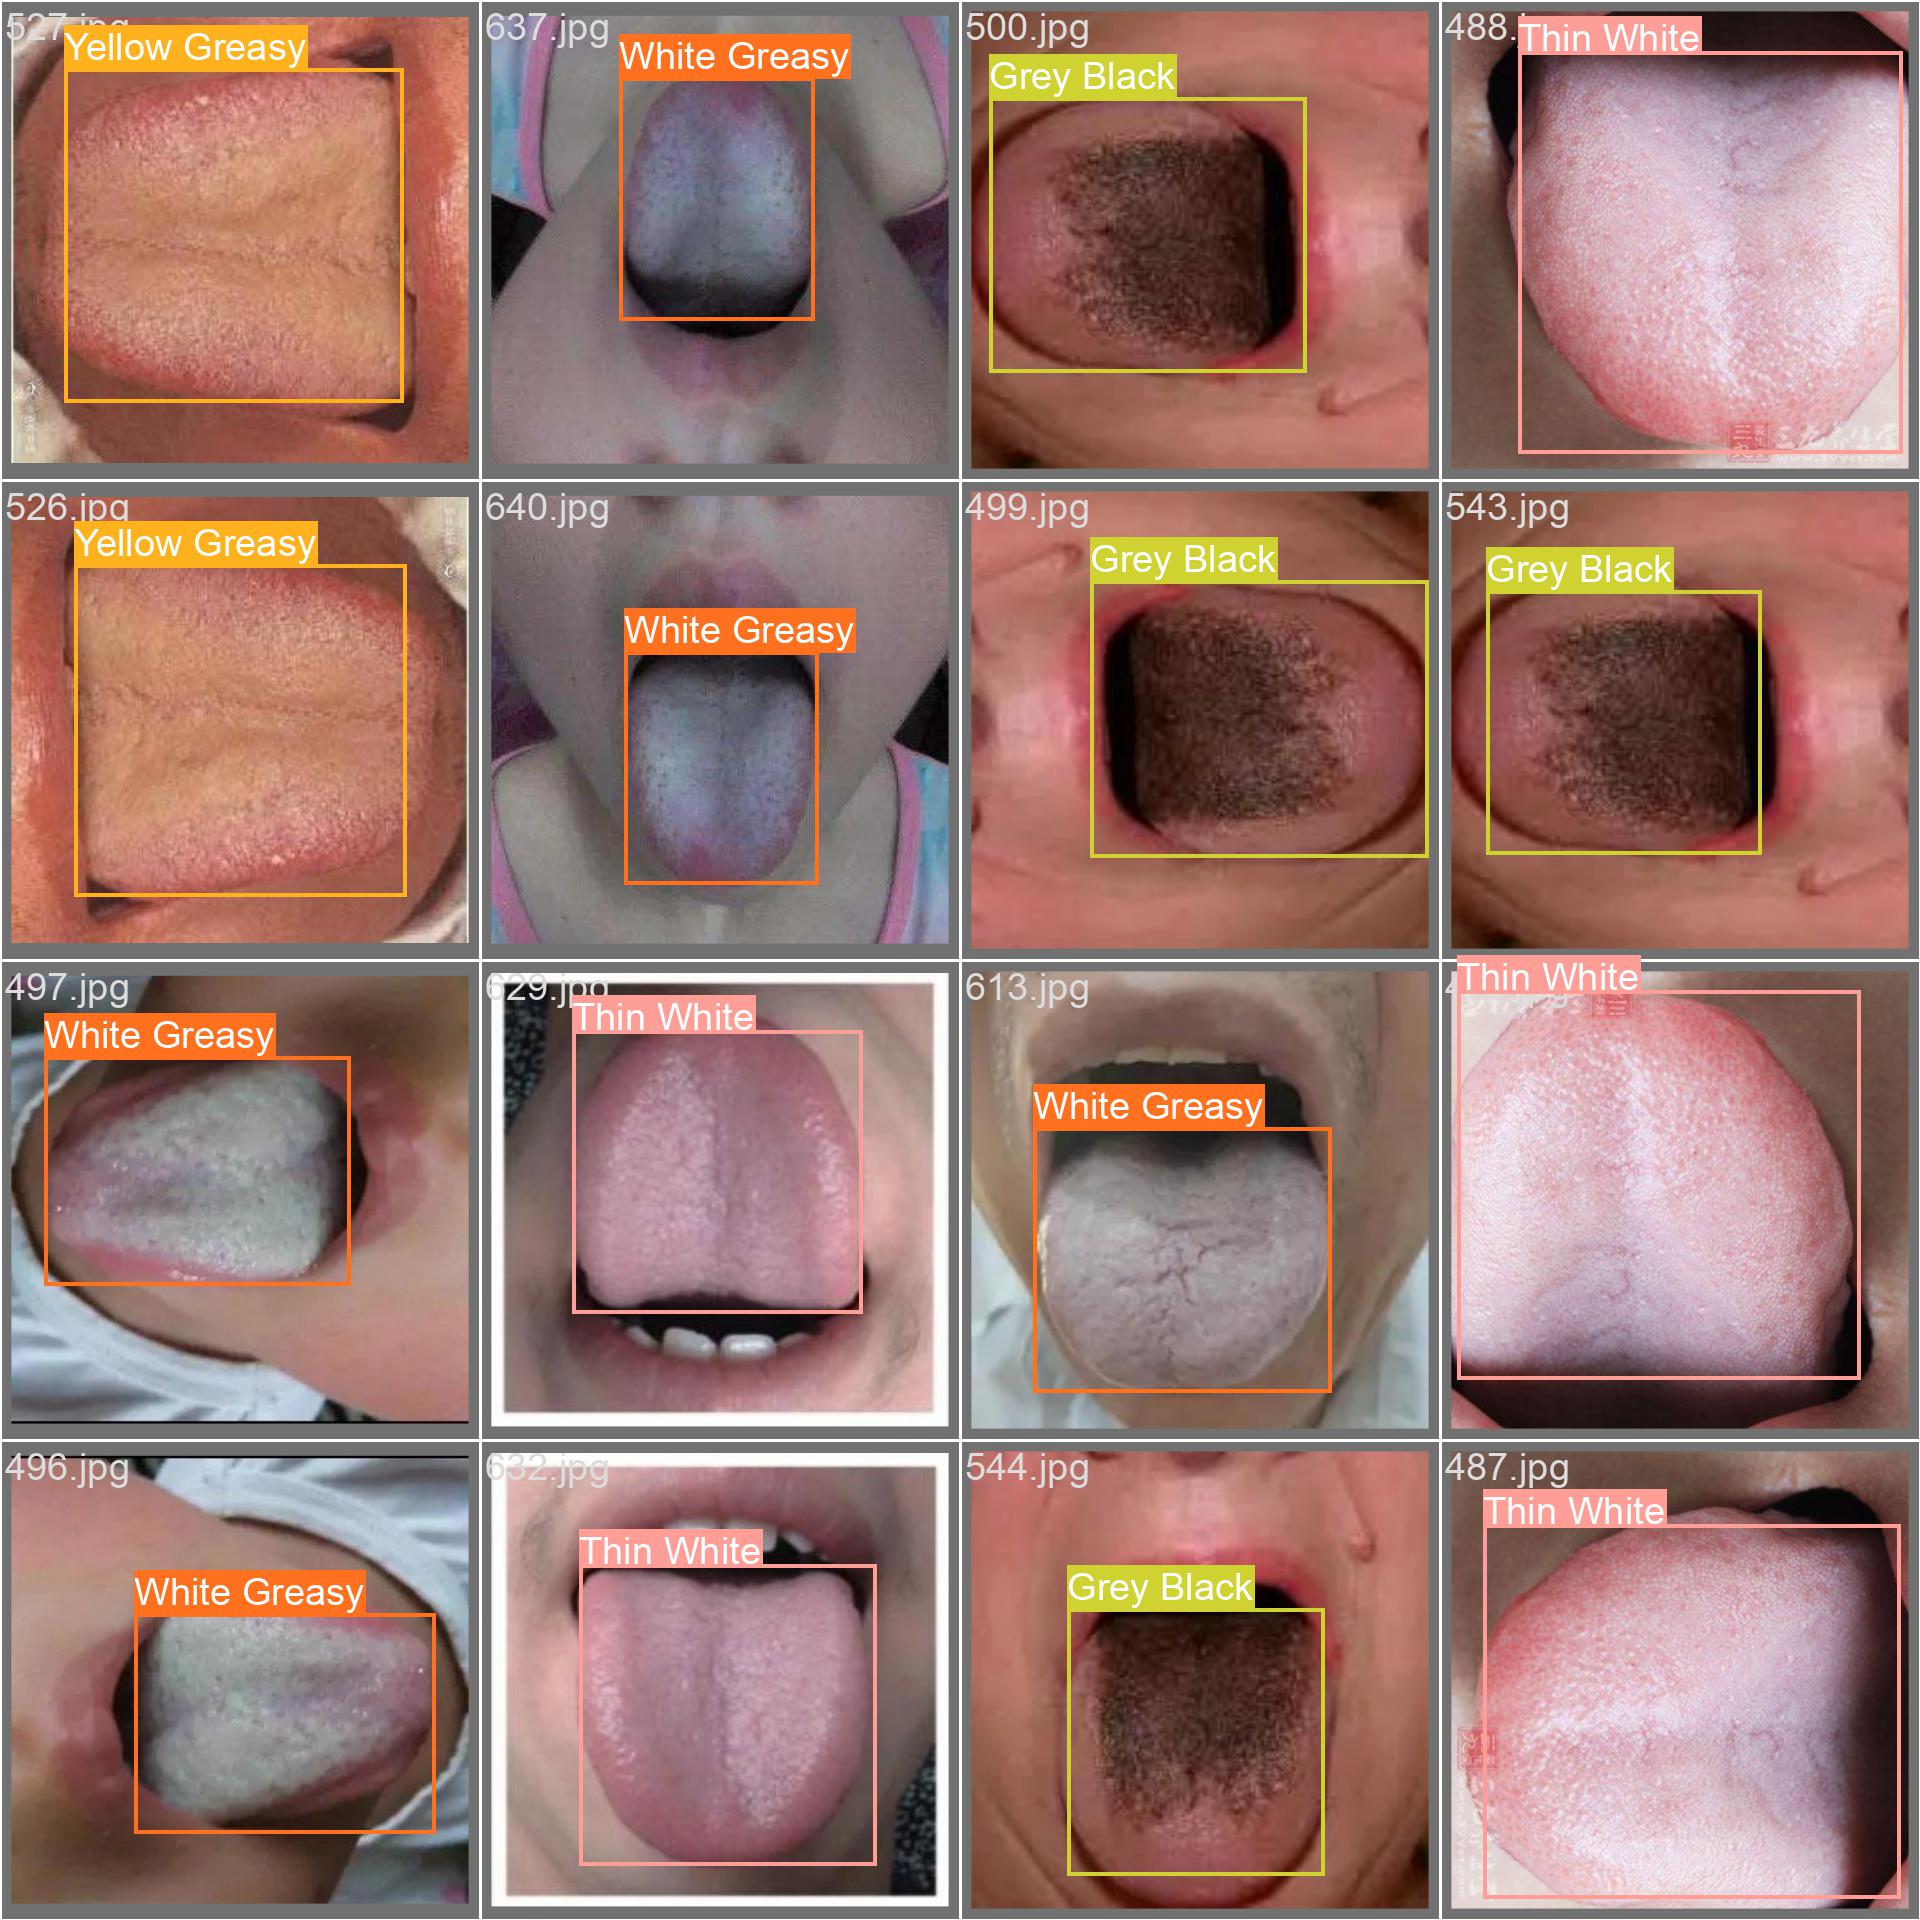 527.jpg
Yellow Greasy
637.jpg
White Greasy
500.jpg
Grey Black
488.
Thin White
526.jpg
Yellow Greasy
640.jpg
White Greasy
499.jpg
Grey Black
543.jpg
Grey Black
497.jpg
White Greasy
629.jpg
Thin White
613.jpg
White Greasy
Thin White
496.jpg
White Greasy
632.jpg
Thin White
544.jpg
Grey Black
487.jpg
Thin White